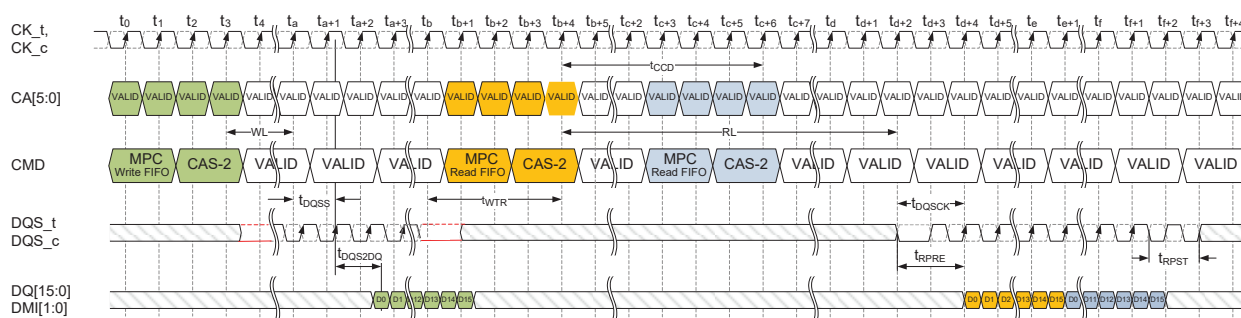 t0 t1 t2 t3 t4 ta ta+1 ta+2 ta+3 tb tb+1 tb+2 tb+3 tb+4 tb+5 tc+2 tc+3 tc+4 tc+5 tc+6 tc+7 td td+1 td+2 td+3 td+4 td+5 te te+1 tf tf+1 tf+2 tf+3 tf+4
CK_t,
CK_c
tCCD
CA[5:0] VALID VALID VALID VALID VALID VALID VALID VALID VALID VALID VALID VALID VALID VALID VALID VALID VALID VALID VALID VALID VALID VALID VALID VALID VALID VALID VALID VALID VALID VALID VALID VALID VALID VALID
WL RL
CMD MPC Write FIFO CAS-2 VALID VALID VALID MPC Read FIFO CAS-2 VALID MPC Read FIFO CAS-2 VALID VALID VALID VALID VALID VALID VALID
tDQSS tWTR tDQSCK
DQS_t
DQS_c
tDQS2DQ tRPRE tRPST
DQ[15:0]
DMI[1:0]
D0 D1 D12 D13 D14 D15 D0 D1 D2 D13 D14 D15 D0 D11 D12 D13 D14 D15